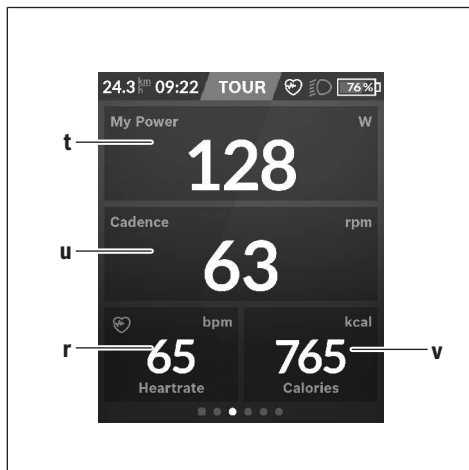 24.3 km/h 09:22 TOUR 76%
My Power W
t
128
Cadence rpm
u
63
bpm kcal
r 65 765 v
Heartrate Calories